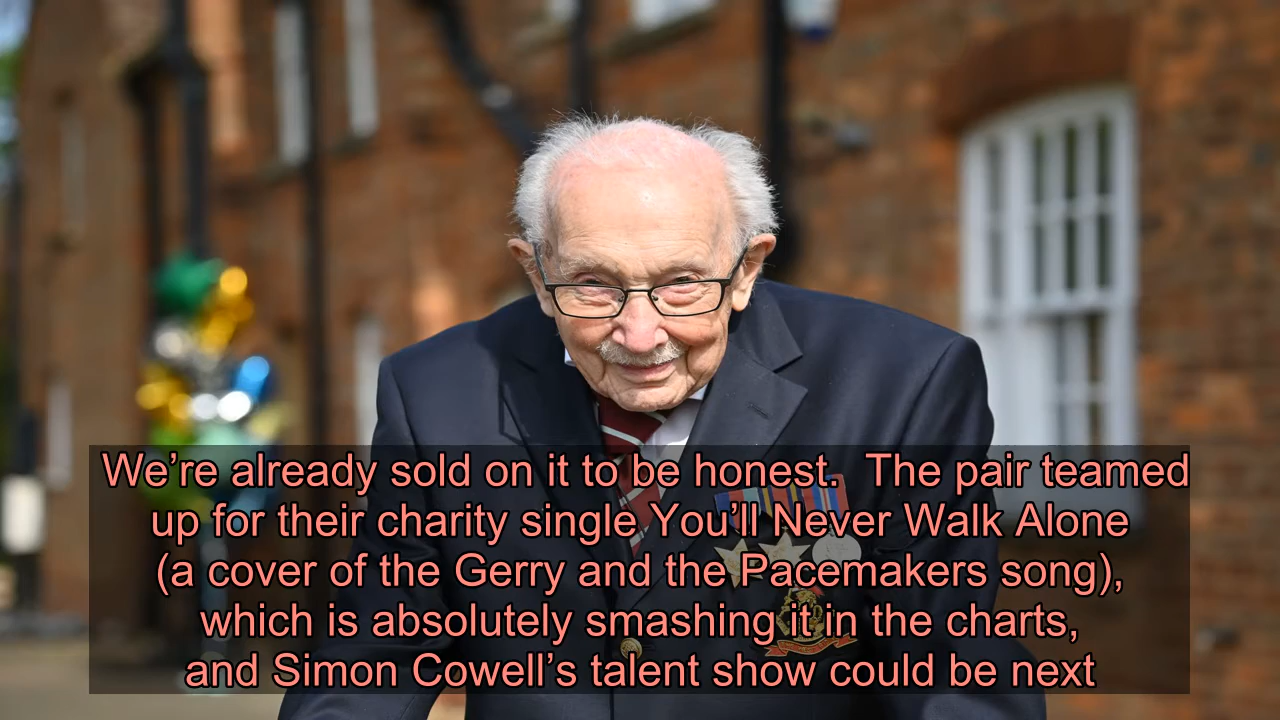 We’re already sold on it to be honest.  The pair teamed
up for their charity single You’ll Never Walk Alone
(a cover of the Gerry and the Pacemakers song),
which is absolutely smashing it in the charts,
and Simon Cowell’s talent show could be next